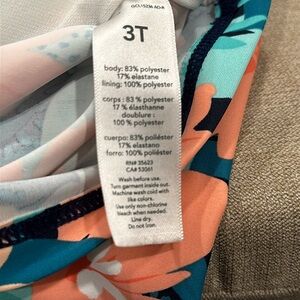 3T
body: 83% polyester
17% elastane
lining: 100% polyester
corps : 83% polyester
17 % élasthanne
doublure :
100 % polyester
cuerpo: 83% poliéster
17% elastano
forro: 100% poliéster
RN# 35623
CA# 53061
Wash before use.
Turn garment inside out.
Machine wash cold with
like colors.
Use only non-chlorine
bleach when needed.
Line dry.
Do not Iron.